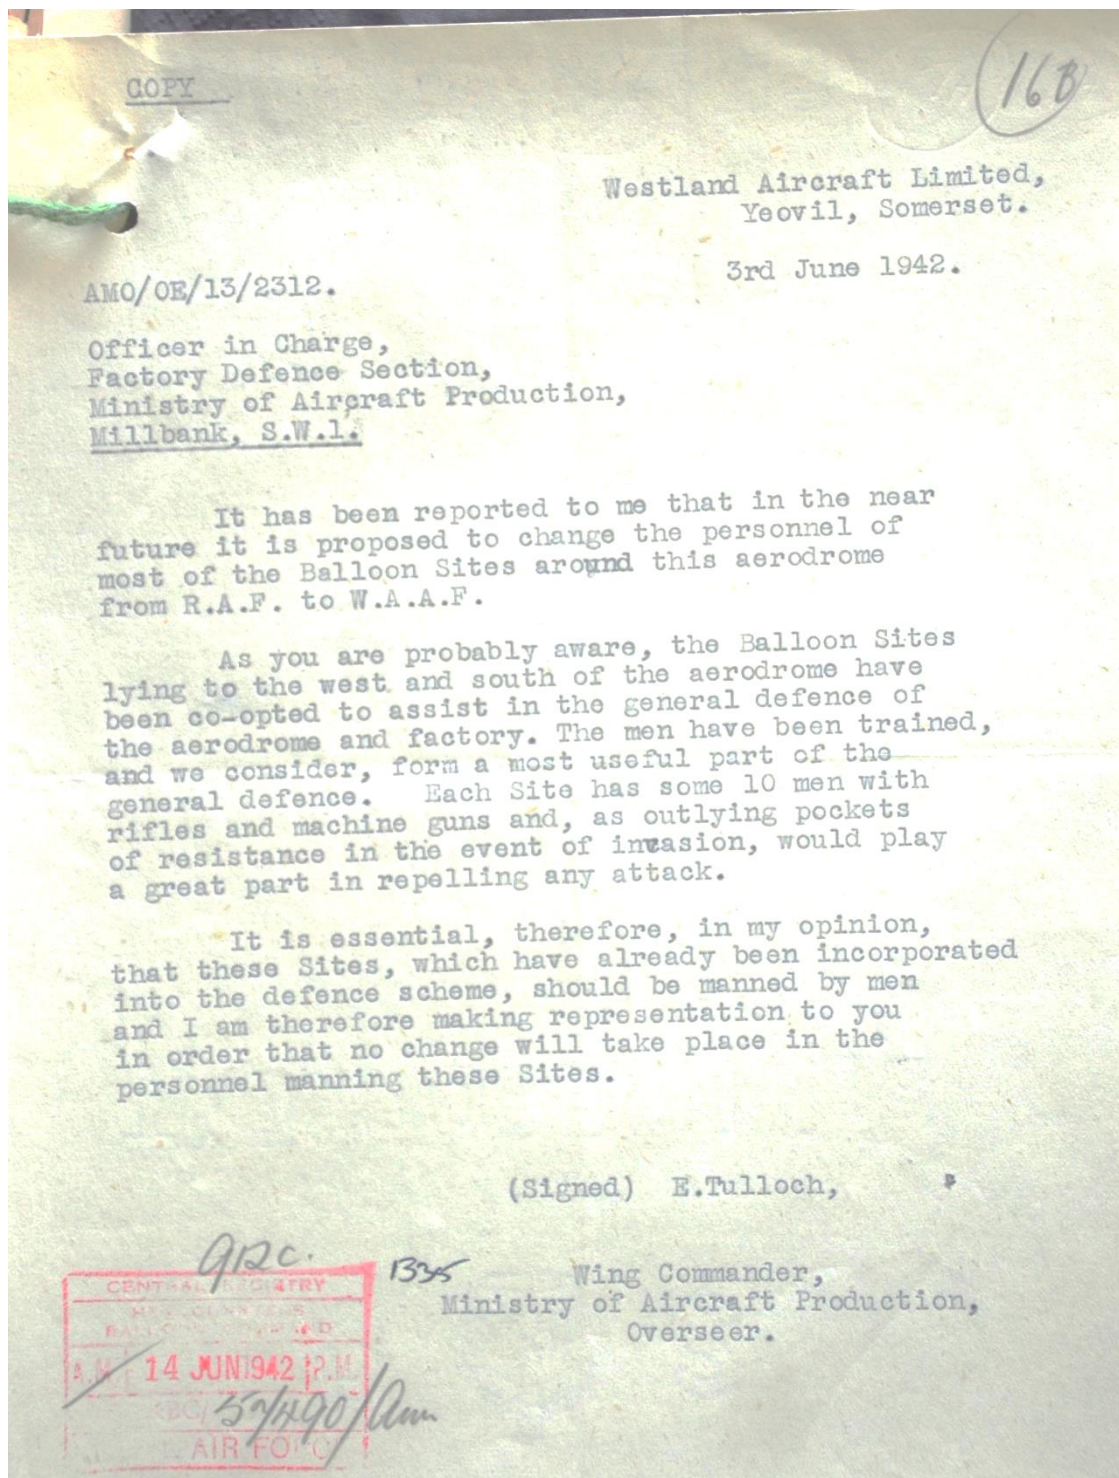 COPY
16B
Westland Aircraft Limited,
Yeovil, Somerset.
3rd June 1942.
AMO/OE/13/2312.
Officer in Charge,
Factory Defence Section,
Ministry of Aircraft Production,
Millbank, S.W.1.
It has been reported to me that in the near
future it is proposed to change the personnel of
most of the Balloon Sites around this aerodrome
from R.A.F. to W.A.A.F.
As you are probably aware, the Balloon Sites
lying to the west and south of the aerodrome have
been co-opted to assist in the general defence of
the aerodrome and factory. The men have been trained,
and we consider, form a most useful part of the
general defence. Each Site has some 10 men with
rifles and machine guns and, as outlying pockets
of resistance in the event of invasion, would play
a great part in repelling any attack.
It is essential, therefore, in my opinion,
that these Sites, which have already been incorporated
into the defence scheme, should be manned by men
and I am therefore making representation to you
in order that no change will take place in the
personnel manning these Sites.
(Signed) E.Tulloch,
Wing Commander,
Ministry of Aircraft Production,
Overseer.
CENTRAL REGISTRY
A.M. 14 JUN 1942 P.M.
AIR FORC